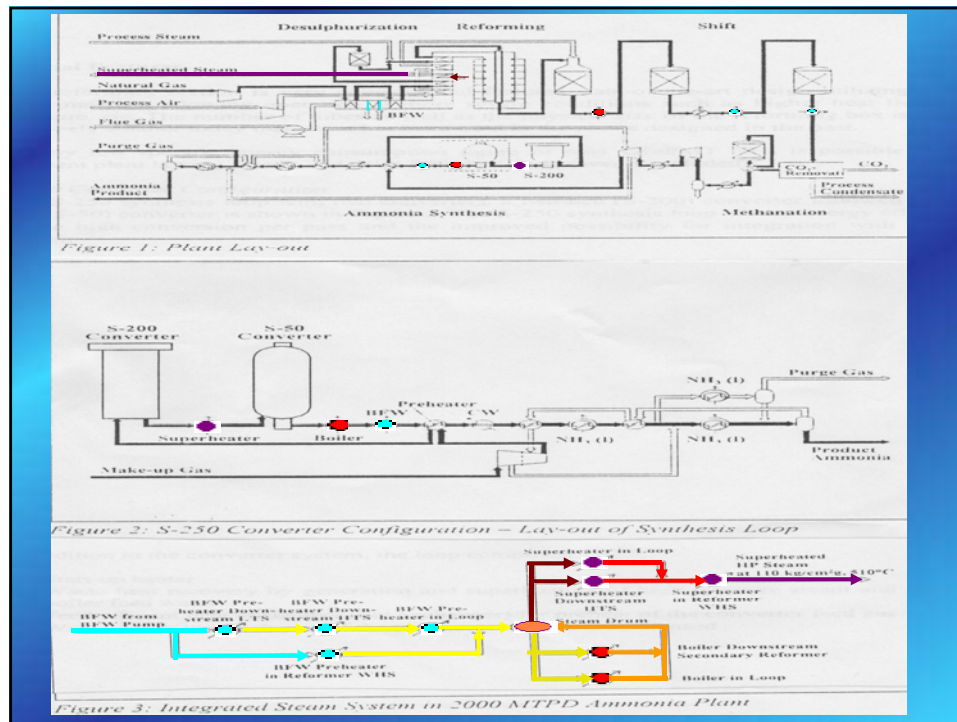 Desulphurization Reforming Shift
Process Steam
Superheated Steam
Natural Gas
Process Air
BFW
Flue Gas
Purge Gas
S-50 S-200
CO₂-
Removal
CO₂
Ammonia
Product
Process
Condensate
Ammonia Synthesis Methanation
Figure 1: Plant Lay-out
S-200
Converter
S-50
Converter
Purge Gas
NH₃ (l)
Preheater
BFW
CW
Superheater Boiler
NH₃ (l) NH₃ (l)
Product
Ammonia
Make-up Gas
Figure 2: S-250 Converter Configuration – Lay-out of Synthesis Loop
Superheater in Loop
Superheated
HP Steam
at 110 kg/cm²g, 510°C
Superheater
Downstream
HTS
Superheater
Reformer
WHS
BFW from
BFW Pump
BFW Pre-
heater Down-
stream LTS
BFW Pre-
heater Down-
stream HTS
BFW Pre-
heater in Loop
Steam Drum
BFW Preheater
in Reformer WHS
Boiler Downstream
Secondary Reformer
Boiler in Loop
Figure 3: Integrated Steam System in 2000 MTPD Ammonia Plant